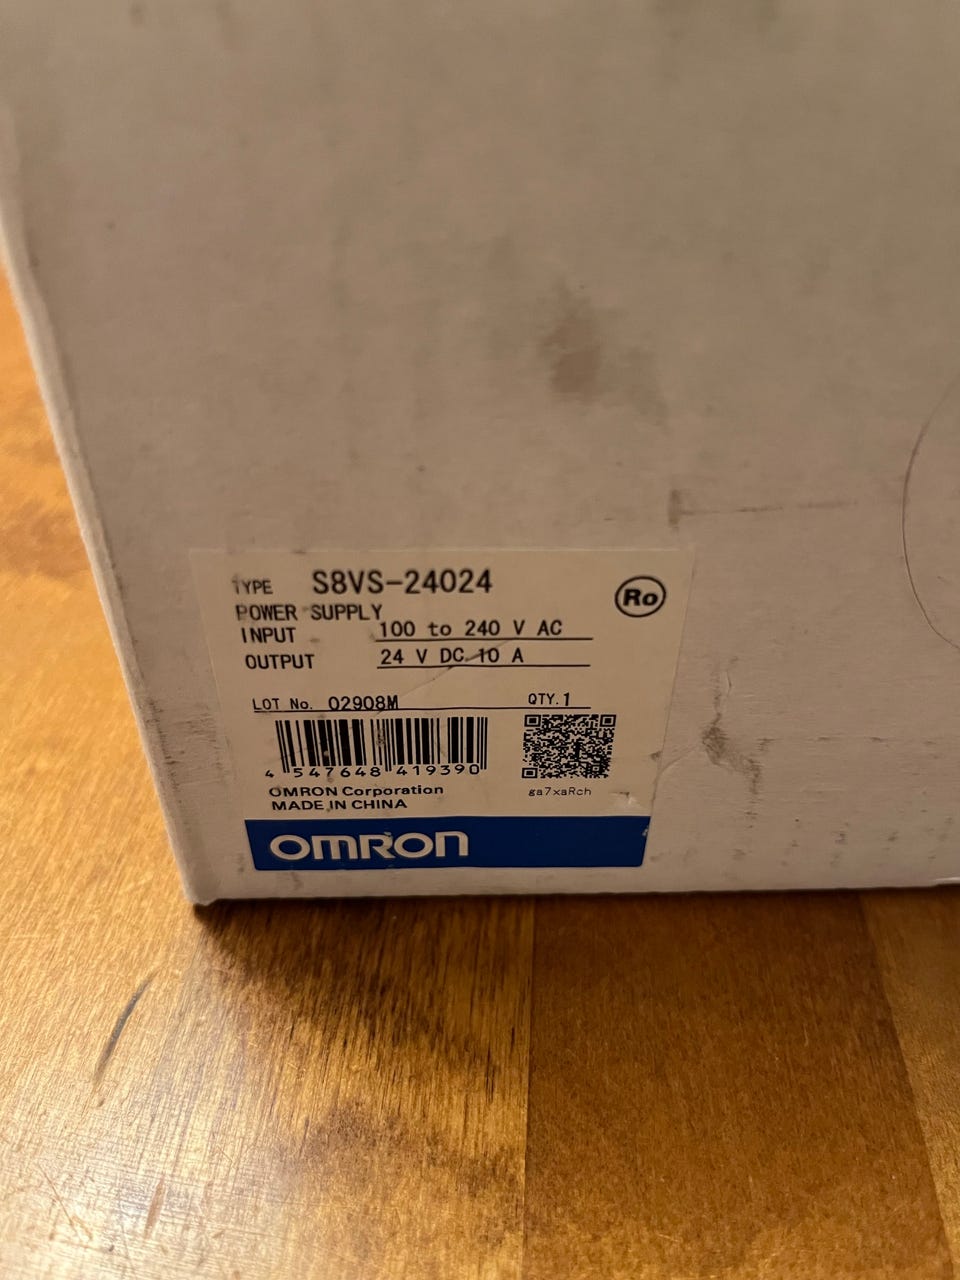 TYPE S8VS-24024
Ro
POWER SUPPLY
INPUT 100 to 240 V AC
OUTPUT 24 V DC 10 A
LOT No. 02908M QTY. 1
4 547648 419390
ga7xaRch
OMRON Corporation
MADE IN CHINA
OMRON